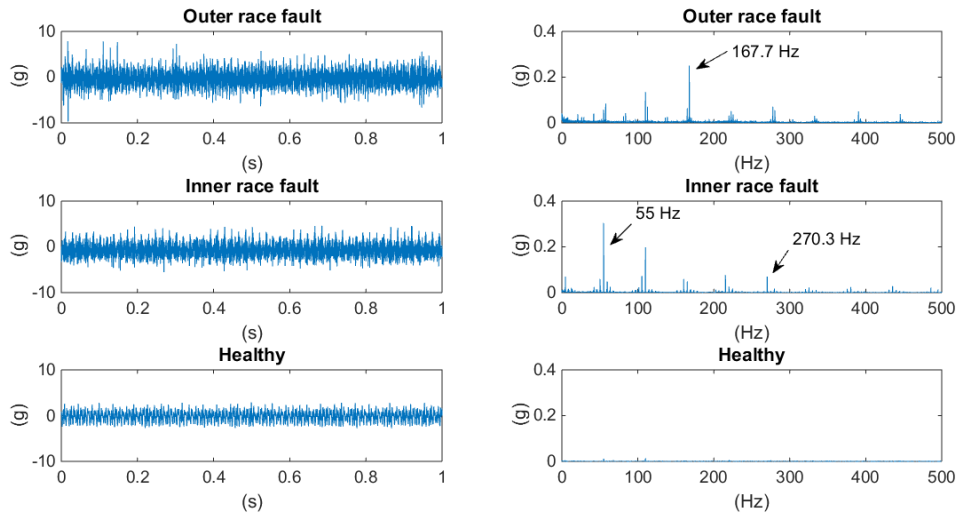 Outer race fault
10
0
-10
(g)
0 0.2 0.4 0.6 0.8 1
(s)
Outer race fault
0.4
0.2
0
(g)
167.7 Hz
0 100 200 300 400 500
(Hz)
Inner race fault
10
0
-10
(g)
0 0.2 0.4 0.6 0.8 1
(s)
Inner race fault
0.4
0.2
0
(g)
55 Hz
270.3 Hz
0 100 200 300 400 500
(Hz)
Healthy
10
0
-10
(g)
0 0.2 0.4 0.6 0.8 1
(s)
Healthy
0.4
0.2
0
(g)
0 100 200 300 400 500
(Hz)